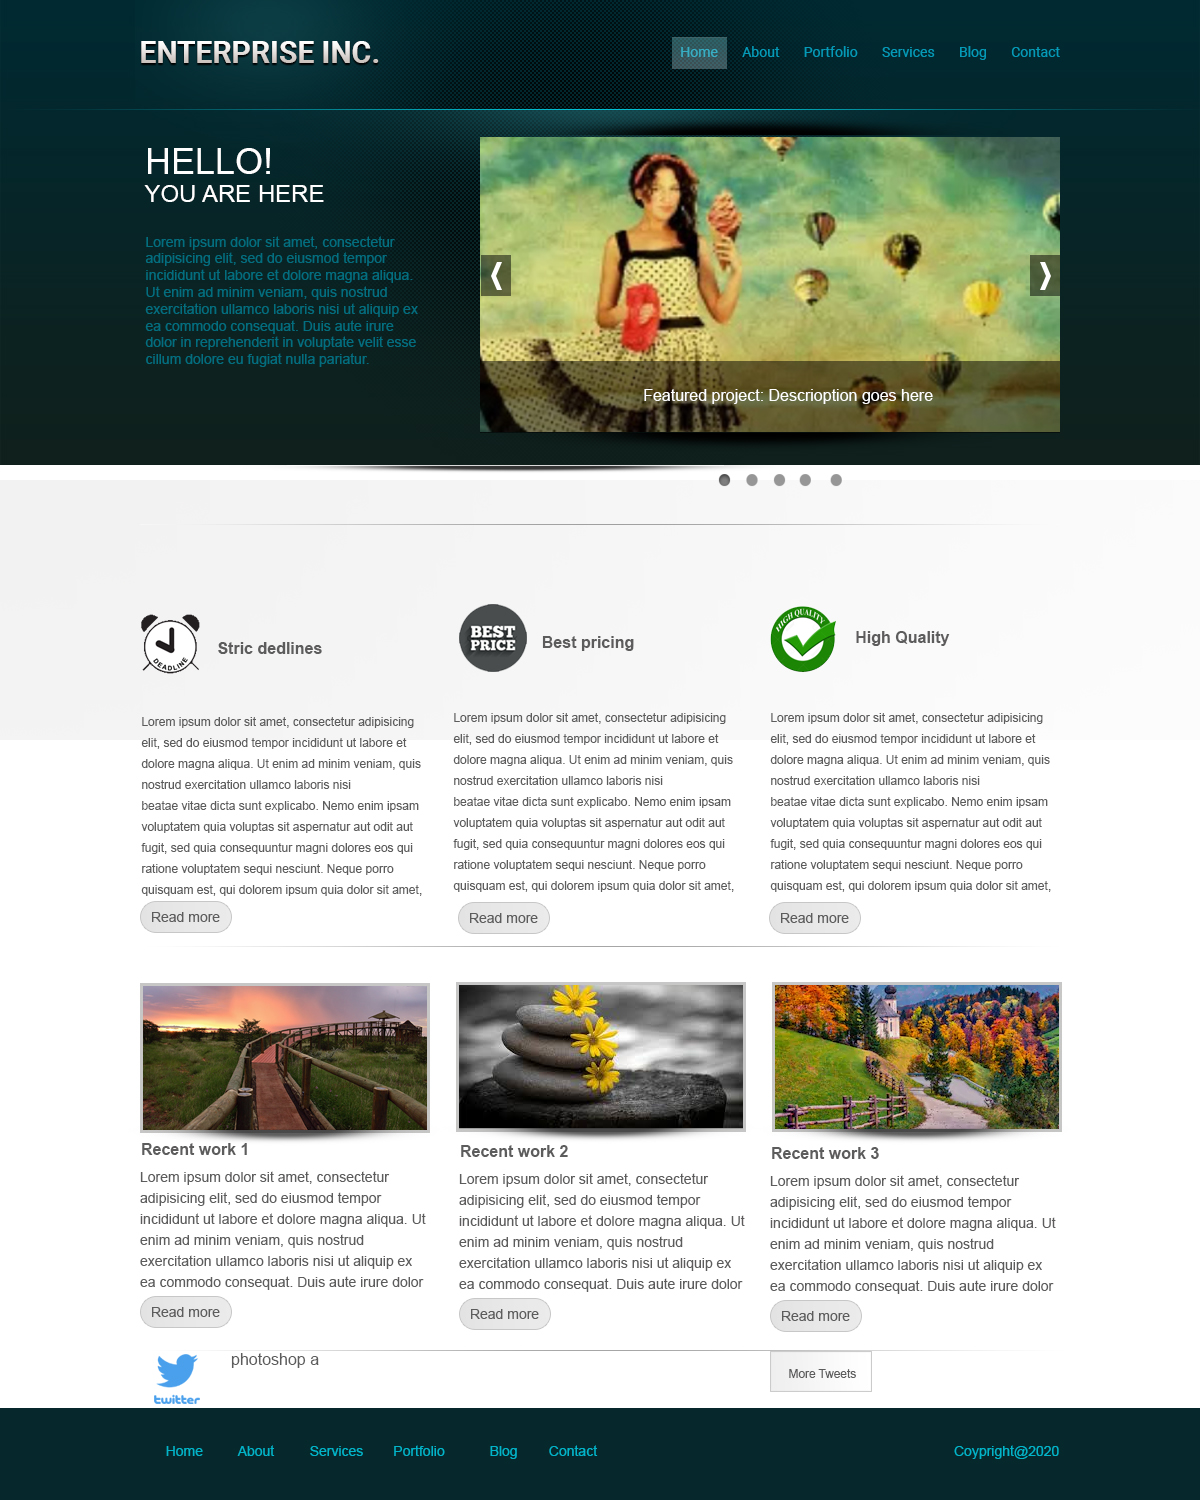 ENTERPRISE INC.
Home About Portfolio Services Blog Contact
HELLO!
YOU ARE HERE
Lorem ipsum dolor sit amet, consectetur
adipisicing elit, sed do eiusmod tempor
incididunt ut labore et dolore magna aliqua.
Ut enim ad minim veniam, quis nostrud
exercitation ullamco laboris nisi ut aliquip ex
ea commodo consequat. Duis aute irure
dolor in reprehenderit in voluptate velit esse
cillum dolore eu fugiat nulla pariatur.
Featured project: Descrioption goes here
DEADLINE
Stric dedlines
Lorem ipsum dolor sit amet, consectetur adipisicing
elit, sed do eiusmod tempor incididunt ut labore et
dolore magna aliqua. Ut enim ad minim veniam, quis
nostrud exercitation ullamco laboris nisi
beatae vitae dicta sunt explicabo. Nemo enim ipsam
voluptatem quia voluptas sit aspernatur aut odit aut
fugit, sed quia consequuntur magni dolores eos qui
ratione voluptatem sequi nesciunt. Neque porro
quisquam est, qui dolorem ipsum quia dolor sit amet,
Read more
BEST
PRICE
Best pricing
Lorem ipsum dolor sit amet, consectetur adipisicing
elit, sed do eiusmod tempor incididunt ut labore et
dolore magna aliqua. Ut enim ad minim veniam, quis
nostrud exercitation ullamco laboris nisi
beatae vitae dicta sunt explicabo. Nemo enim ipsam
voluptatem quia voluptas sit aspernatur aut odit aut
fugit, sed quia consequuntur magni dolores eos qui
ratione voluptatem sequi nesciunt. Neque porro
quisquam est, qui dolorem ipsum quia dolor sit amet,
Read more
HIGH QUALITY
High Quality
Lorem ipsum dolor sit amet, consectetur adipisicing
elit, sed do eiusmod tempor incididunt ut labore et
dolore magna aliqua. Ut enim ad minim veniam, quis
nostrud exercitation ullamco laboris nisi
beatae vitae dicta sunt explicabo. Nemo enim ipsam
voluptatem quia voluptas sit aspernatur aut odit aut
fugit, sed quia consequuntur magni dolores eos qui
ratione voluptatem sequi nesciunt. Neque porro
quisquam est, qui dolorem ipsum quia dolor sit amet,
Read more
Recent work 1
Lorem ipsum dolor sit amet, consectetur
adipisicing elit, sed do eiusmod tempor
incididunt ut labore et dolore magna aliqua. Ut
enim ad minim veniam, quis nostrud
exercitation ullamco laboris nisi ut aliquip ex
ea commodo consequat. Duis aute irure dolor
Read more
Recent work 2
Lorem ipsum dolor sit amet, consectetur
adipisicing elit, sed do eiusmod tempor
incididunt ut labore et dolore magna aliqua. Ut
enim ad minim veniam, quis nostrud
exercitation ullamco laboris nisi ut aliquip ex
ea commodo consequat. Duis aute irure dolor
Read more
Recent work 3
Lorem ipsum dolor sit amet, consectetur
adipisicing elit, sed do eiusmod tempor
incididunt ut labore et dolore magna aliqua. Ut
enim ad minim veniam, quis nostrud
exercitation ullamco laboris nisi ut aliquip ex
ea commodo consequat. Duis aute irure dolor
Read more
twitter
photoshop a
More Tweets
Home About Services Portfolio Blog Contact
Coypright@2020